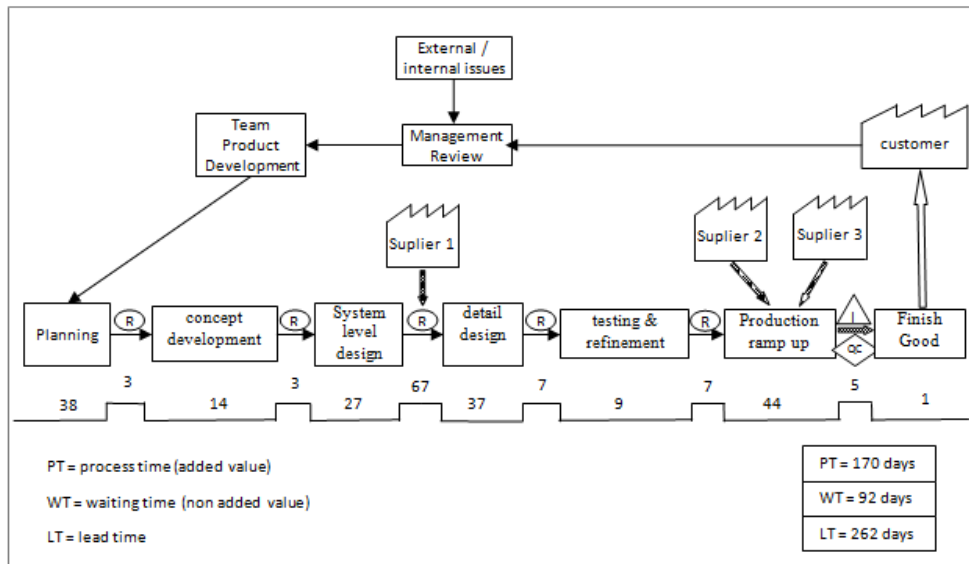 External /
internal issues
Team
Product
Development
Management
Review
customer
Suplier 1
Suplier 2
Suplier 3
Planning
R
concept
development
R
System
level
design
R
detail
design
R
testing &
refinement
R
Production
ramp up
I
QC
Finish
Good
38
3
14
3
27
67
37
7
9
7
44
5
1
PT = process time (added value)
WT = waiting time (non added value)
LT = lead time
PT = 170 days
WT = 92 days
LT = 262 days